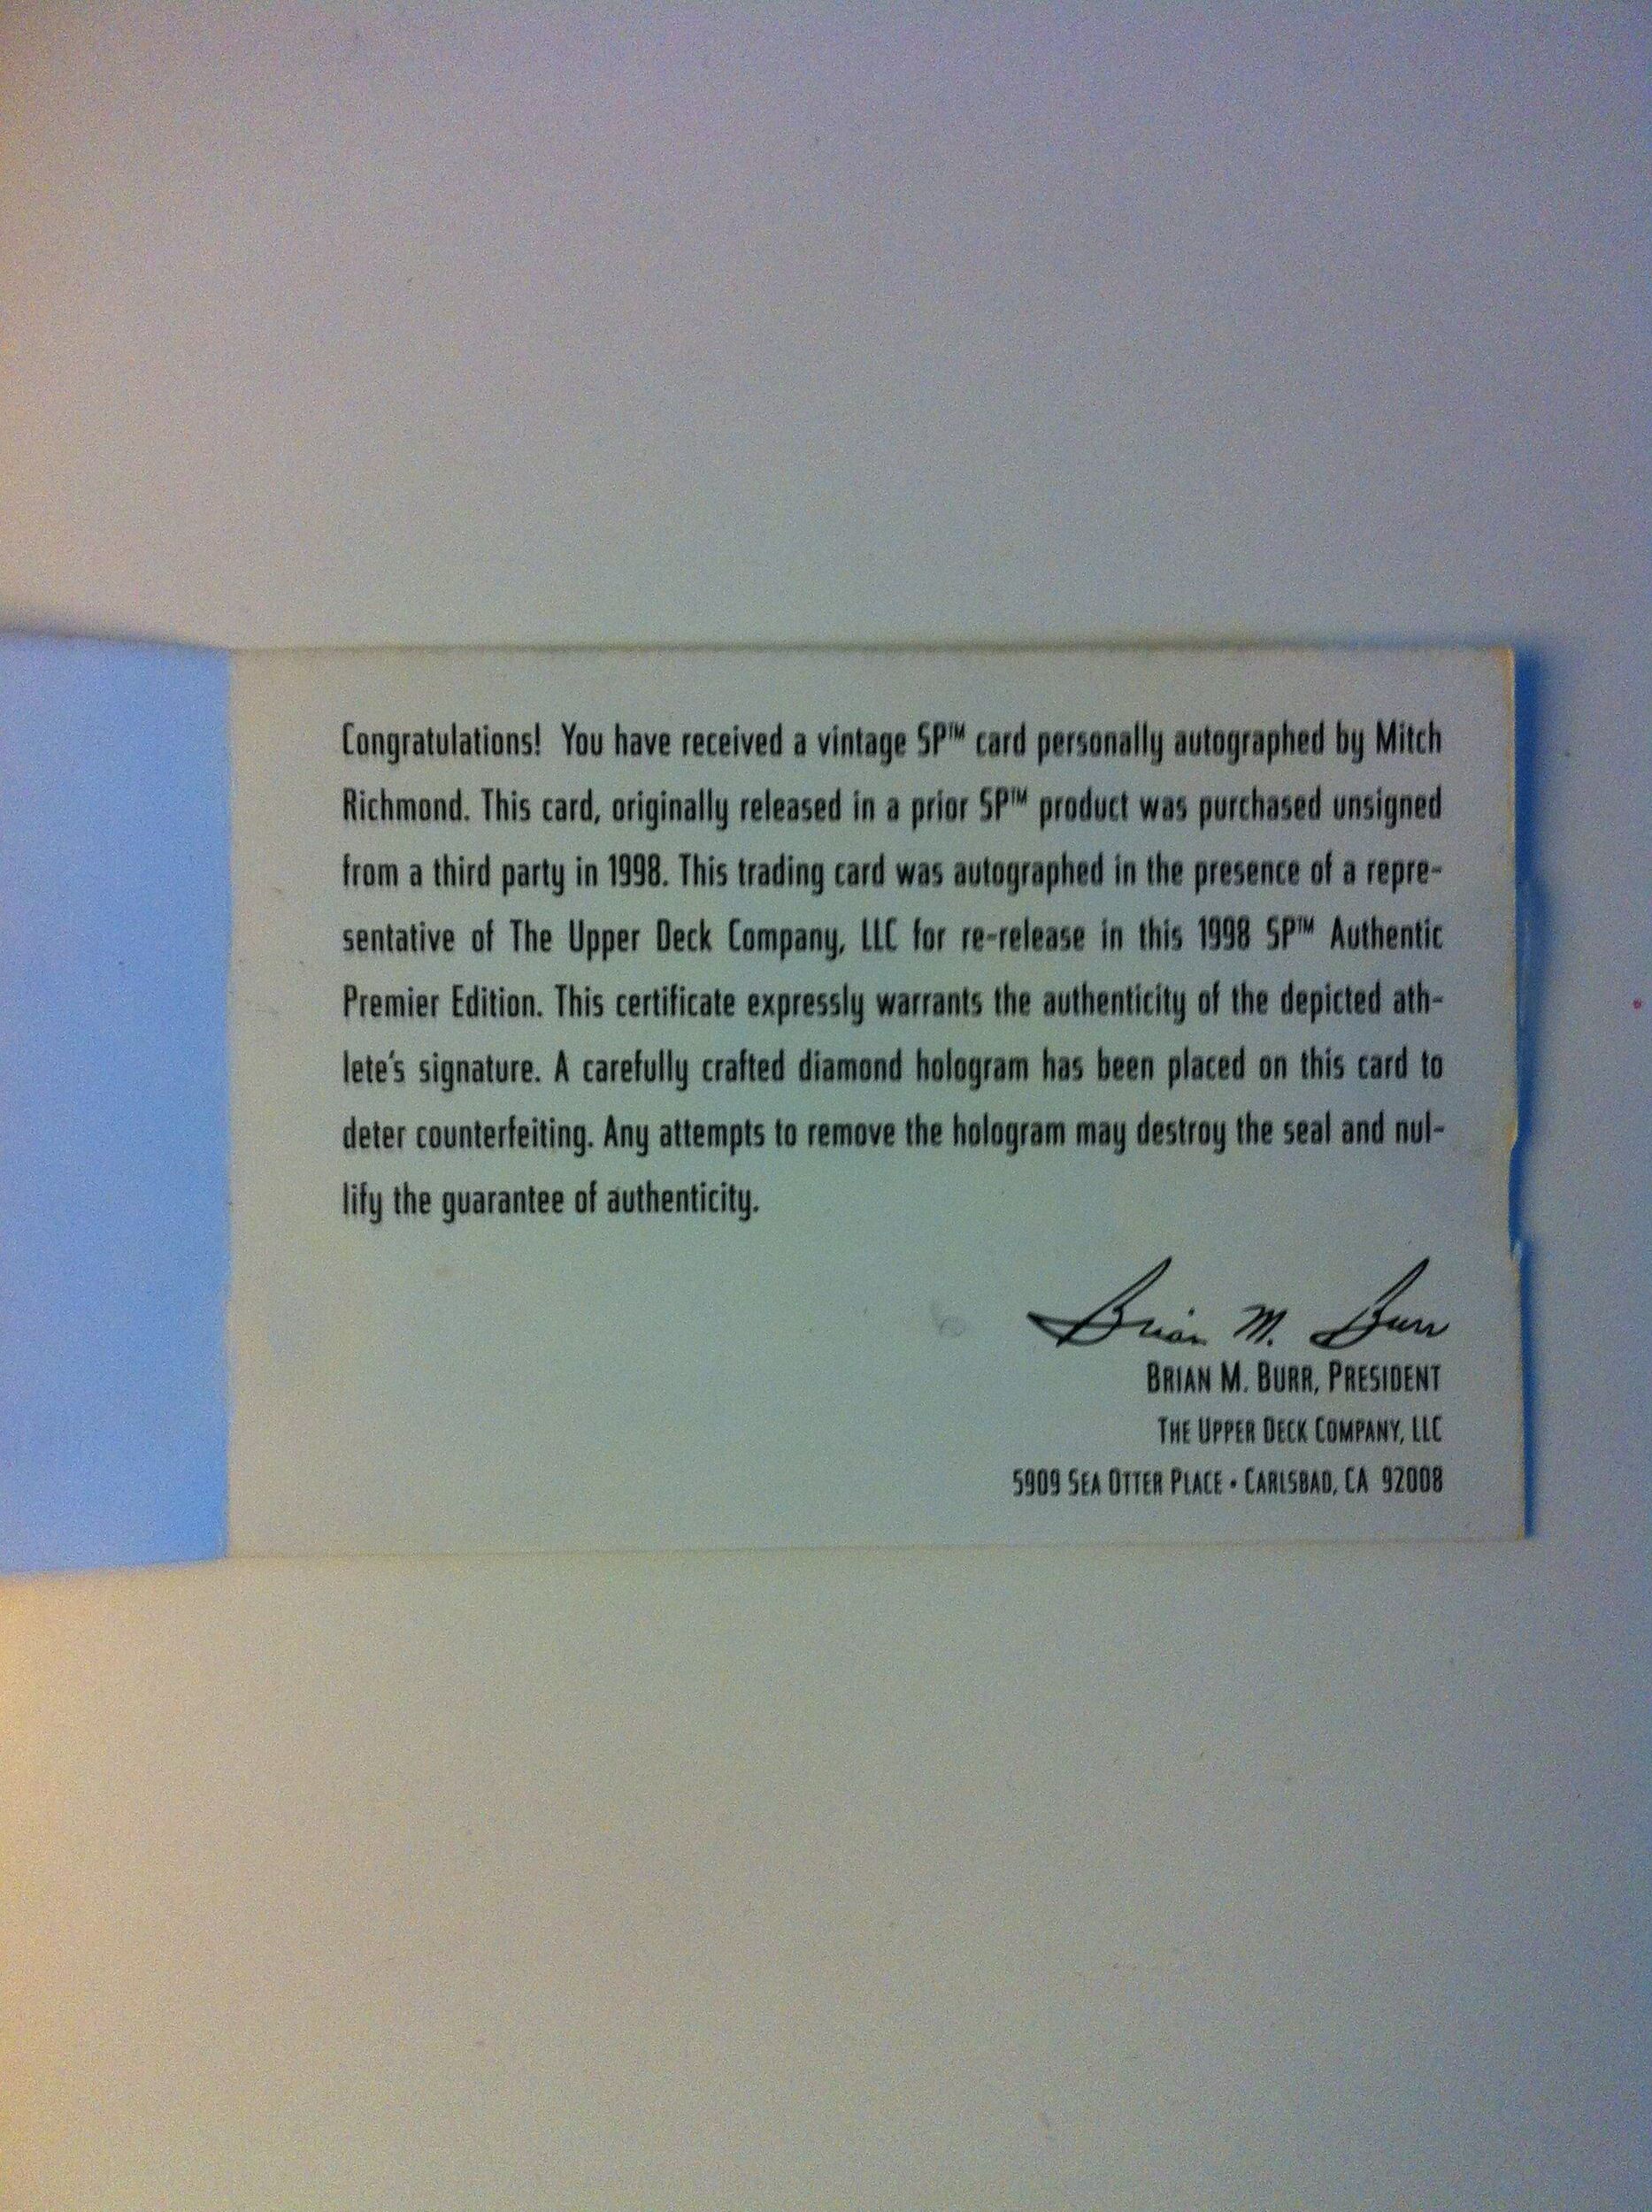 Congratulations! You have received a vintage SP™ card personally autographed by Mitch
Richmond. This card, originally released in a prior SP™ product was purchased unsigned
from a third party in 1998. This trading card was autographed in the presence of a repre-
sentative of The Upper Deck Company, LLC for re-release in this 1998 SP™ Authentic
Premier Edition. This certificate expressly warrants the authenticity of the depicted ath-
lete's signature. A carefully crafted diamond hologram has been placed on this card to
deter counterfeiting. Any attempts to remove the hologram may destroy the seal and nul-
lify the guarantee of authenticity.
Brian M. Burr
BRIAN M. BURR, PRESIDENT
THE UPPER DECK COMPANY, LLC
5909 SEA OTTER PLACE • CARLSBAD, CA 92008